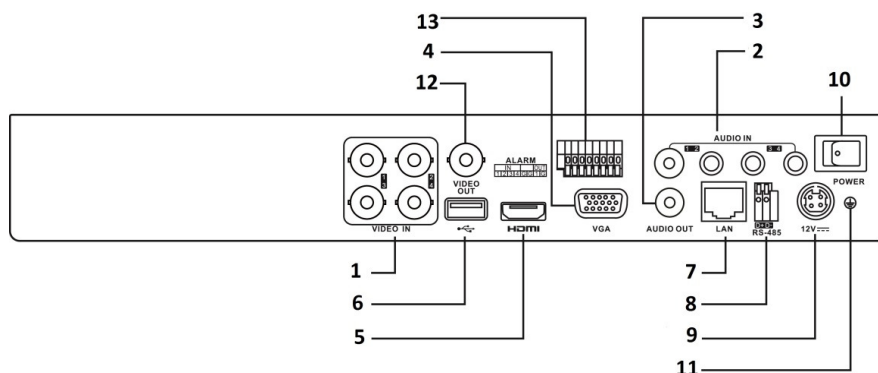 13
4
12
3
2
10
AUDIO IN
1 2
3 4
ALARM
IN OUT
1 2 3 4 G G 1 G
VIDEO
OUT
POWER
VIDEO IN
HDMI
VGA
AUDIO OUT
LAN
D+ D-
RS-485
12V
1
6
5
7
8
9
11